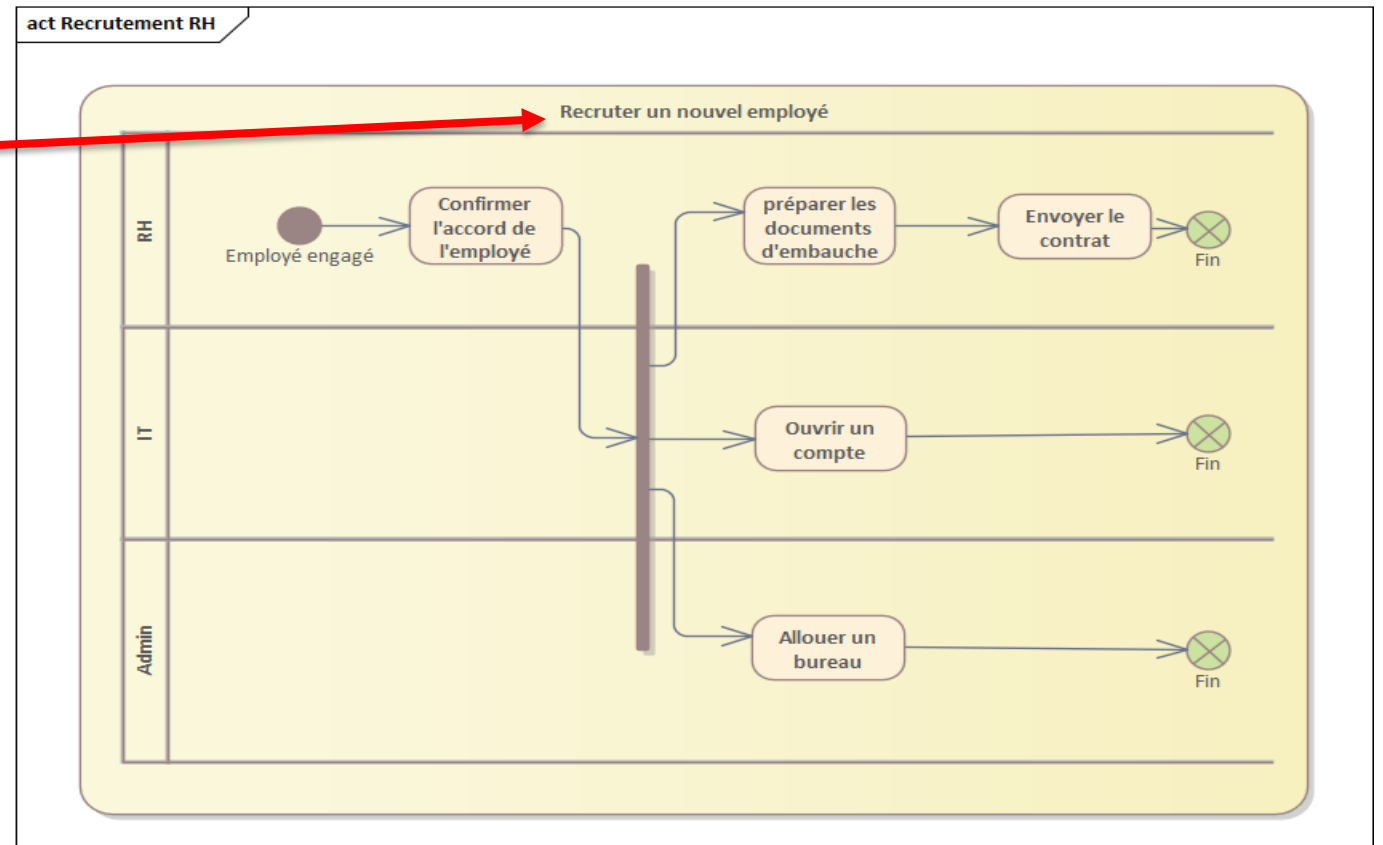 act Recrutement RH
Recruter un nouvel employé
RH
Employé engagé
Confirmer
l'accord de
l'employé
préparer les
documents
d'embauche
Envoyer le
contrat
Fin
IT
Ouvrir un
compte
Fin
Admin
Allouer un
bureau
Fin